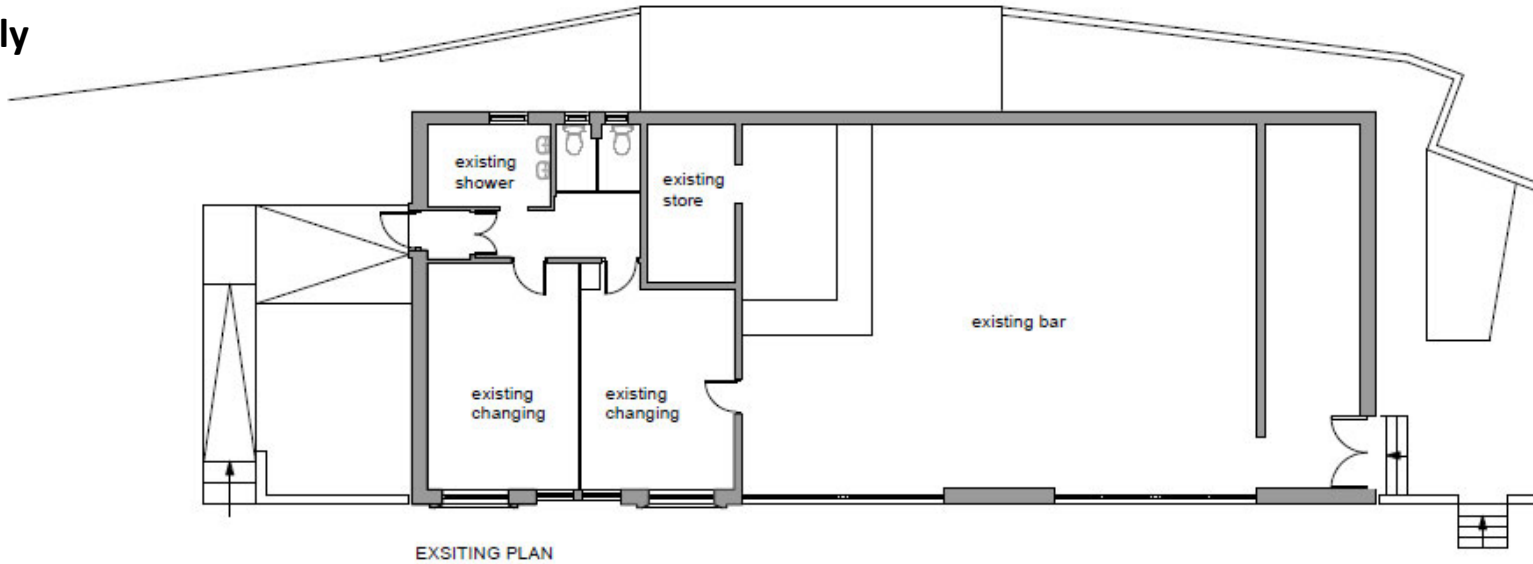 ly
existing
shower
existing
store
existing bar
existing
changing
existing
changing
EXSITING PLAN